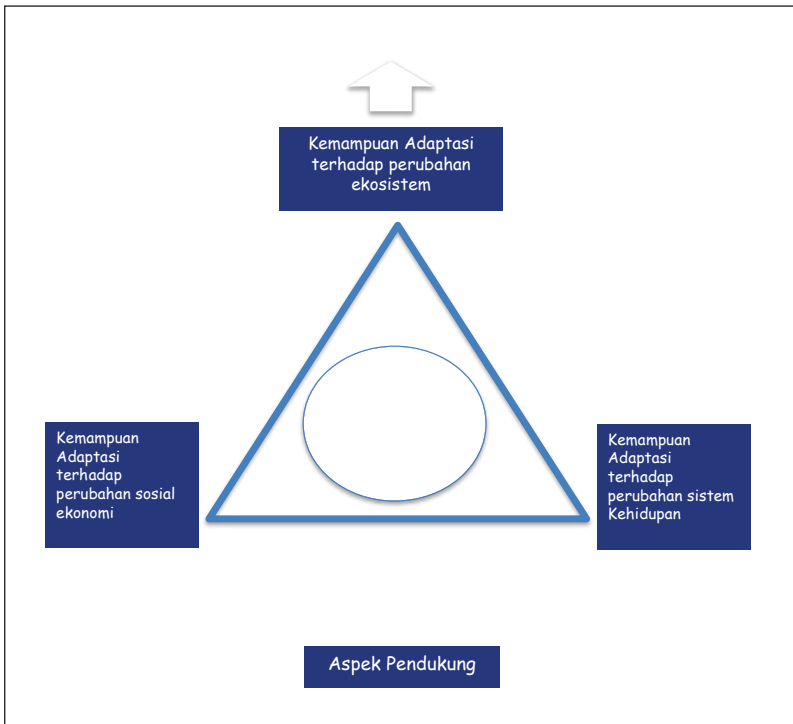 Kemampuan Adaptasi
terhadap perubahan
ekosistem
Kemampuan
Adaptasi
terhadap
perubahan sosial
ekonomi
Kemampuan
Adaptasi
terhadap
perubahan sistem
Kehidupan
Aspek Pendukung